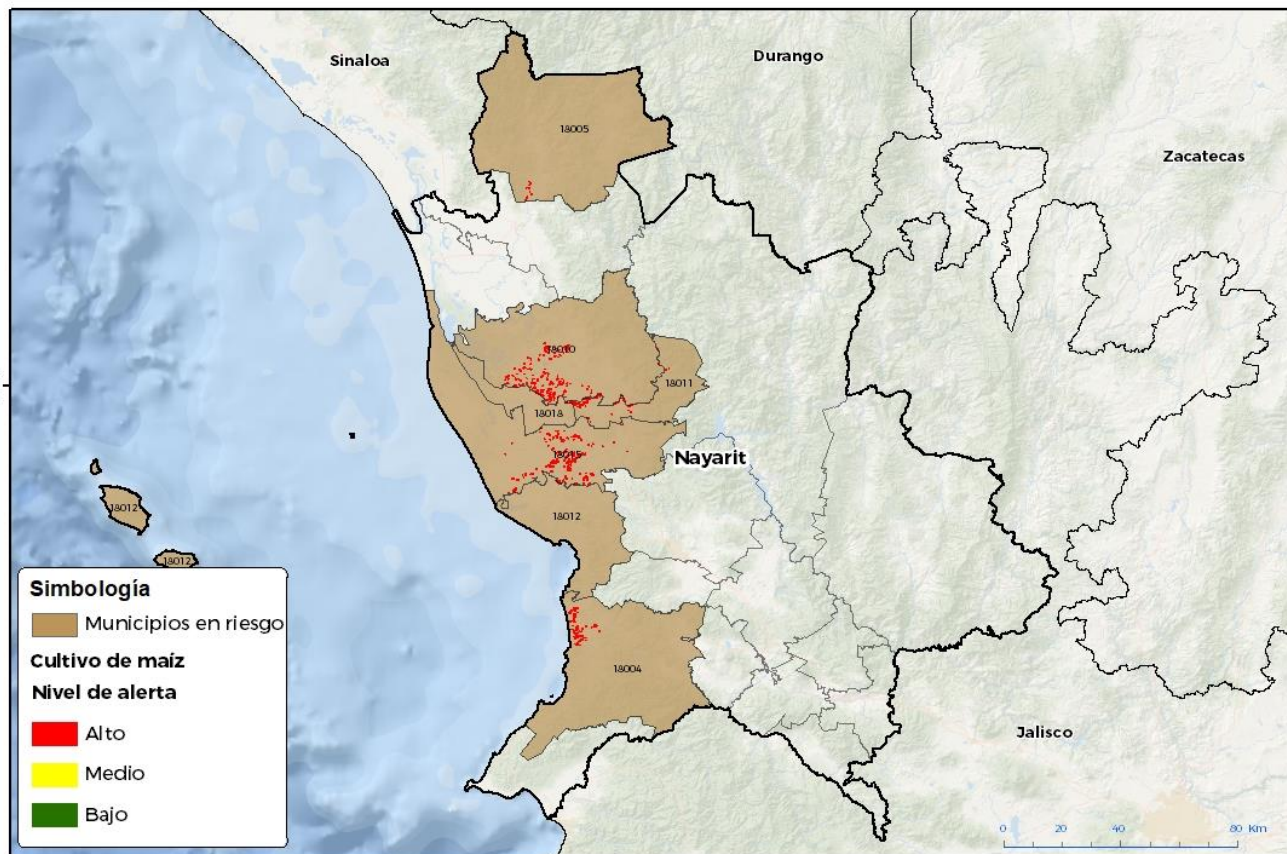 Sinaloa
Durango
Zacatecas
18005
18010
18011
18018
18015
Nayarit
18012
18012
18012
18004
Jalisco
Simbología
Municipios en riesgo
Cultivo de maíz
Nivel de alerta
Alto
Medio
Bajo
0 20 40 80 Km